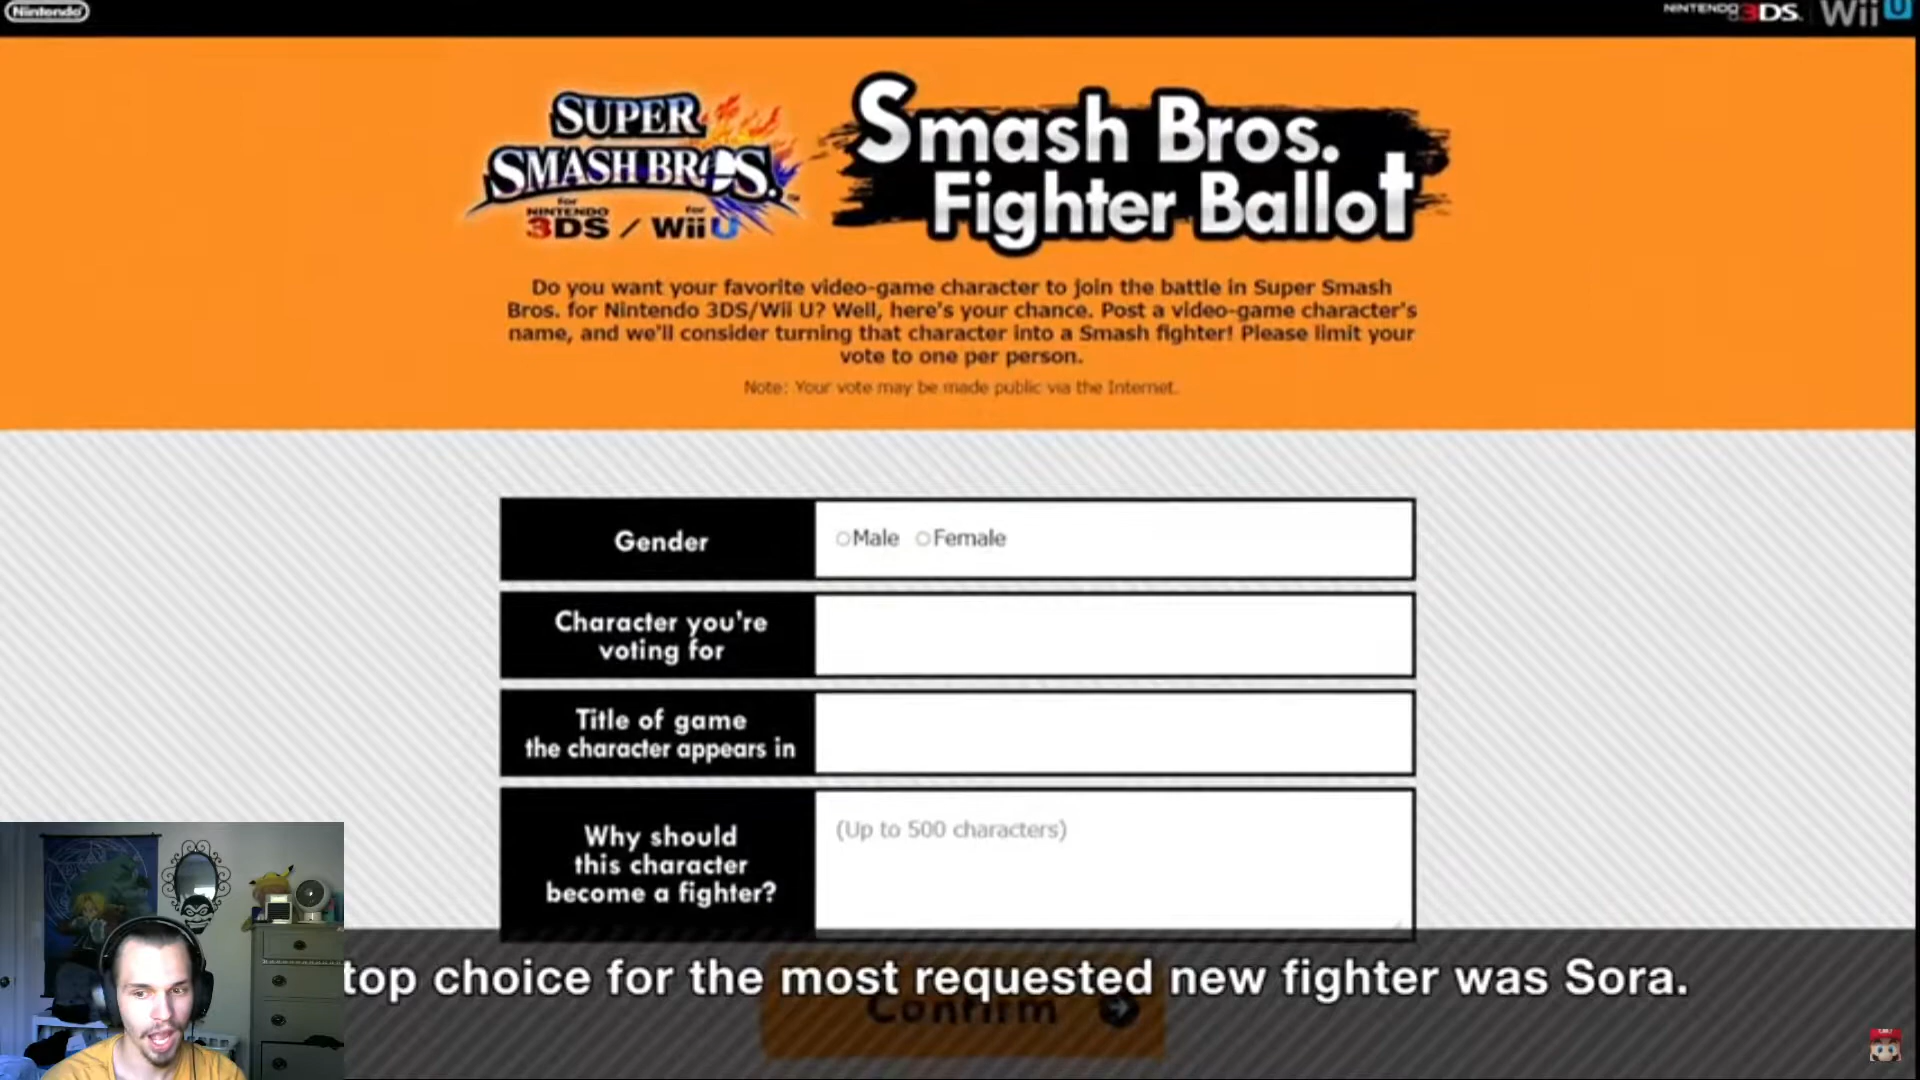 Nintendo
NINTENDO 3DS. Wii U
SUPER
SMASH BROS.
for NINTENDO 3DS / for Wii U
Smash Bros.
Fighter Ballot
Do you want your favorite video-game character to join the battle in Super Smash
Bros. for Nintendo 3DS/Wii U? Well, here's your chance. Post a video-game character's
name, and we'll consider turning that character into a Smash fighter! Please limit your
vote to one per person.
Note: Your vote may be made public via the Internet.
Gender
Male Female
Character you're
voting for
Title of game
the character appears in
Why should
this character
become a fighter?
(Up to 500 characters)
top choice for the most requested new fighter was Sora.
Confirm